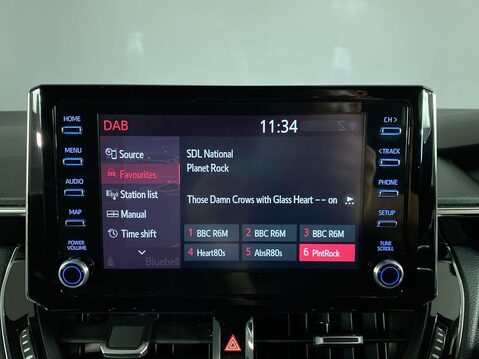 DAB 11:34
HOME
MENU
AUDIO
MAP
POWER
VOLUME
Source
Favourites
Station list
Manual
Time shift
Bluebell
SDL National
Planet Rock
Those Damn Crows with Glass Heart -- on
1 BBC R6M 2 BBC R6M 3 BBC R6M
4 Heart80s 5 AbsR80s 6 PlntRock
CH >
< TRACK
PHONE
SETUP
TUNE
SCROLL